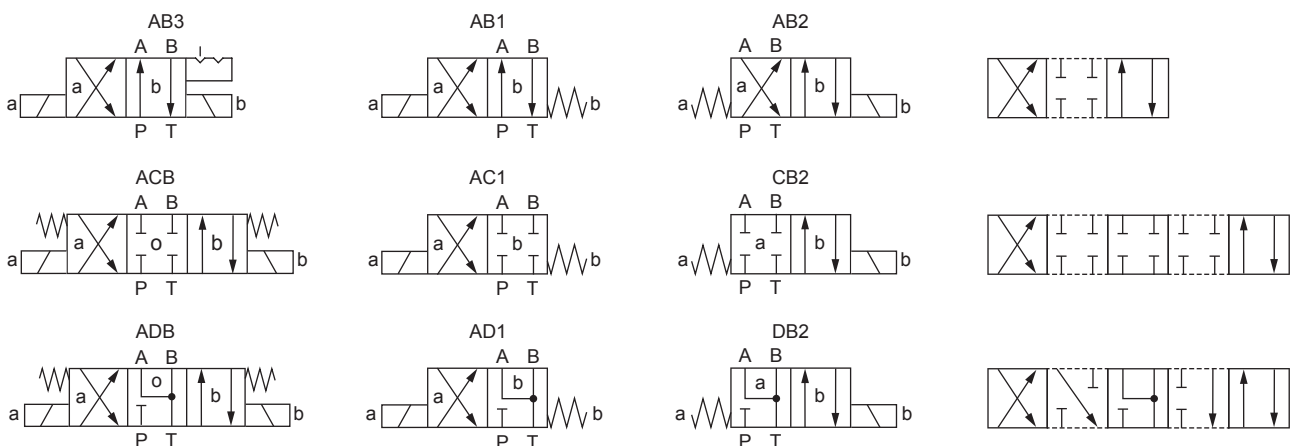 AB3 AB1 AB2
A B A B A B
a a b b a a b b a a b b
P T P T P T
ACB AC1 CB2
A B A B A B
a a o b b a a b b a a b b
P T P T P T
ADB AD1 DB2
A B A B A B
a a o b b a a b b a a b b
P T P T P T